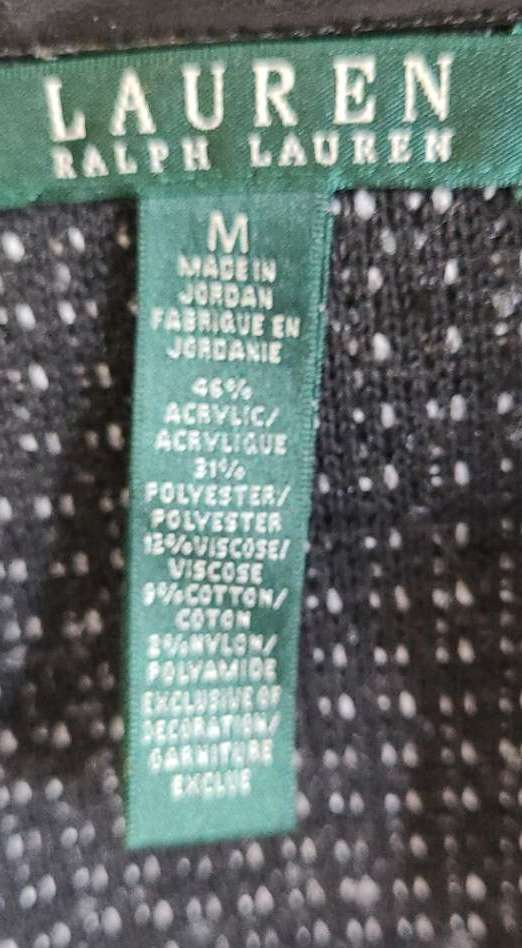 LAUREN
RALPH LAUREN
M
MADE IN
JORDAN
FABRIQUE EN
JORDANIE
46%
ACRYLIC/
ACRYLIQUE
31%
POLYESTER/
POLYESTER
12%VISCOSE/
VISCOSE
9%COTTON/
COTON
2%NYLON/
POLYAMIDE
EXCLUSIVE OF
DECORATION/
GARNITURE
EXCLUE